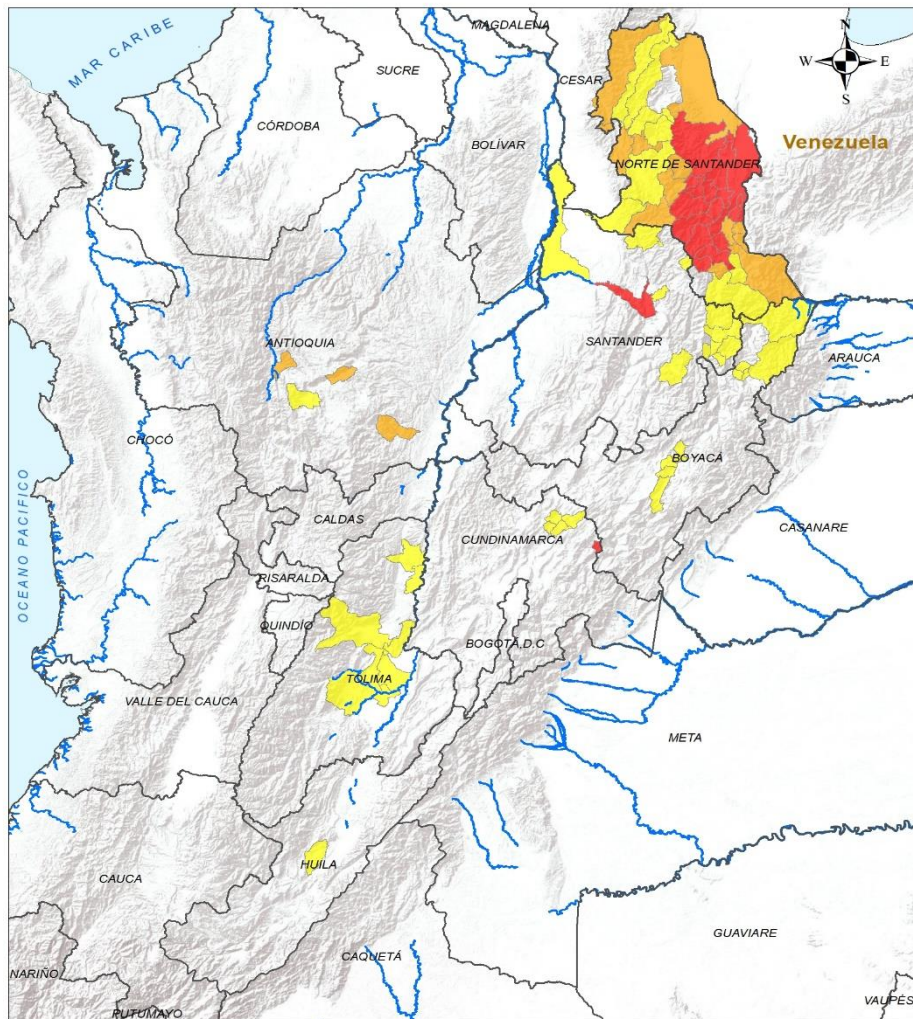 MAGDALENA
MAR CARIBE
N
W
E
S
SUCRE
CESAR
CÓRDOBA
Venezuela
BOLÍVAR
NORTE DE SANTANDER
ANTIOQUIA
SANTANDER
ARAUCA
CHOCÓ
BOYACÁ
OCEANO PACIFICO
CALDAS
CASANARE
CUNDINAMARCA
RISARALDA
QUINDÍO
BOGOTÁ,D.C
TOLIMA
VALLE DEL CAUCA
META
HUILA
CAUCA
GUAVIARE
CAQUETÁ
NARIÑO
VAUPÉS
PUTUMAYO